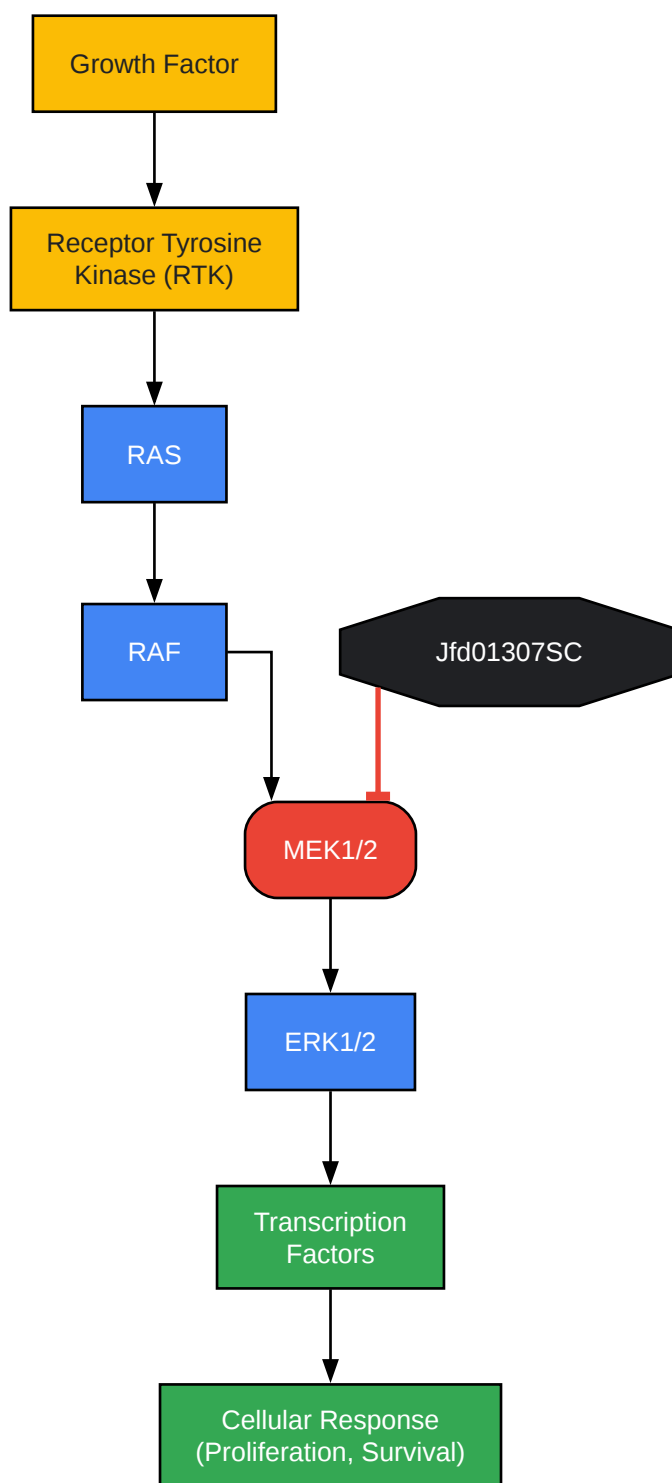 Growth Factor
Receptor Tyrosine
Kinase (RTK)
RAS
RAF
Jfd01307SC
MEK1/2
ERK1/2
Transcription
Factors
Cellular Response
(Proliferation, Survival)